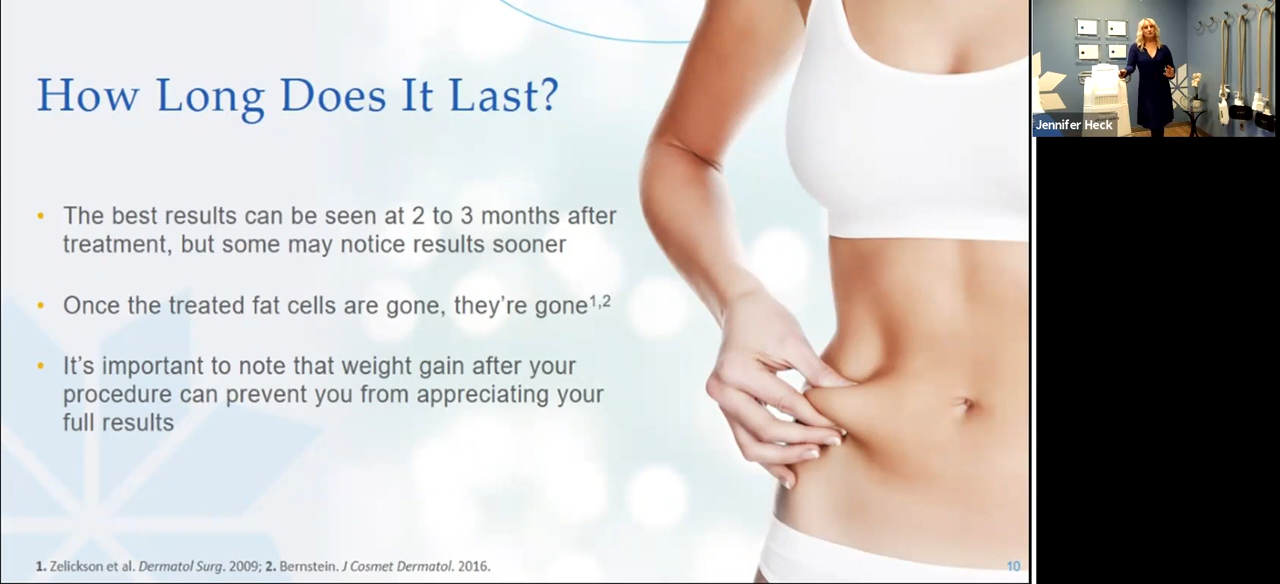 How Long Does It Last?
• The best results can be seen at 2 to 3 months after
treatment, but some may notice results sooner
• Once the treated fat cells are gone, they’re gone1,2
• It’s important to note that weight gain after your
procedure can prevent you from appreciating your
full results
1. Zelickson et al. Dermatol Surg. 2009; 2. Bernstein. J Cosmet Dermatol. 2016.
10
Jennifer Heck